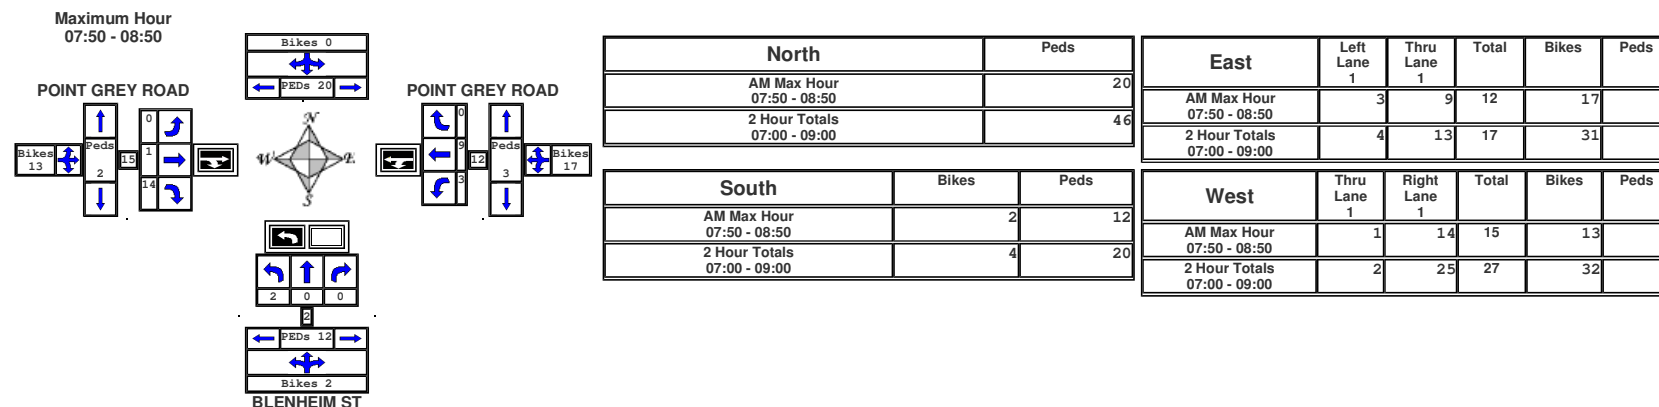 Maximum Hour
07:50 - 08:50
Bikes 0
PEDs 20
POINT GREY ROAD
POINT GREY ROAD
Bikes
13
Peds
2
15
0
1
14
N
W E
S
0
9
3
12
Peds
3
Bikes
17
2 0 0
2
PEDs 12
Bikes 2
BLENHEIM ST
North Peds
AM Max Hour
07:50 - 08:50 20
2 Hour Totals
07:00 - 09:00 46
South Bikes Peds
AM Max Hour
07:50 - 08:50 2 12
2 Hour Totals
07:00 - 09:00 4 20
East Left Lane 1 Thru Lane 1 Total Bikes Peds
AM Max Hour
07:50 - 08:50 3 9 12 17
2 Hour Totals
07:00 - 09:00 4 13 17 31
West Thru Lane 1 Right Lane 1 Total Bikes Peds
AM Max Hour
07:50 - 08:50 1 14 15 13
2 Hour Totals
07:00 - 09:00 2 25 27 32